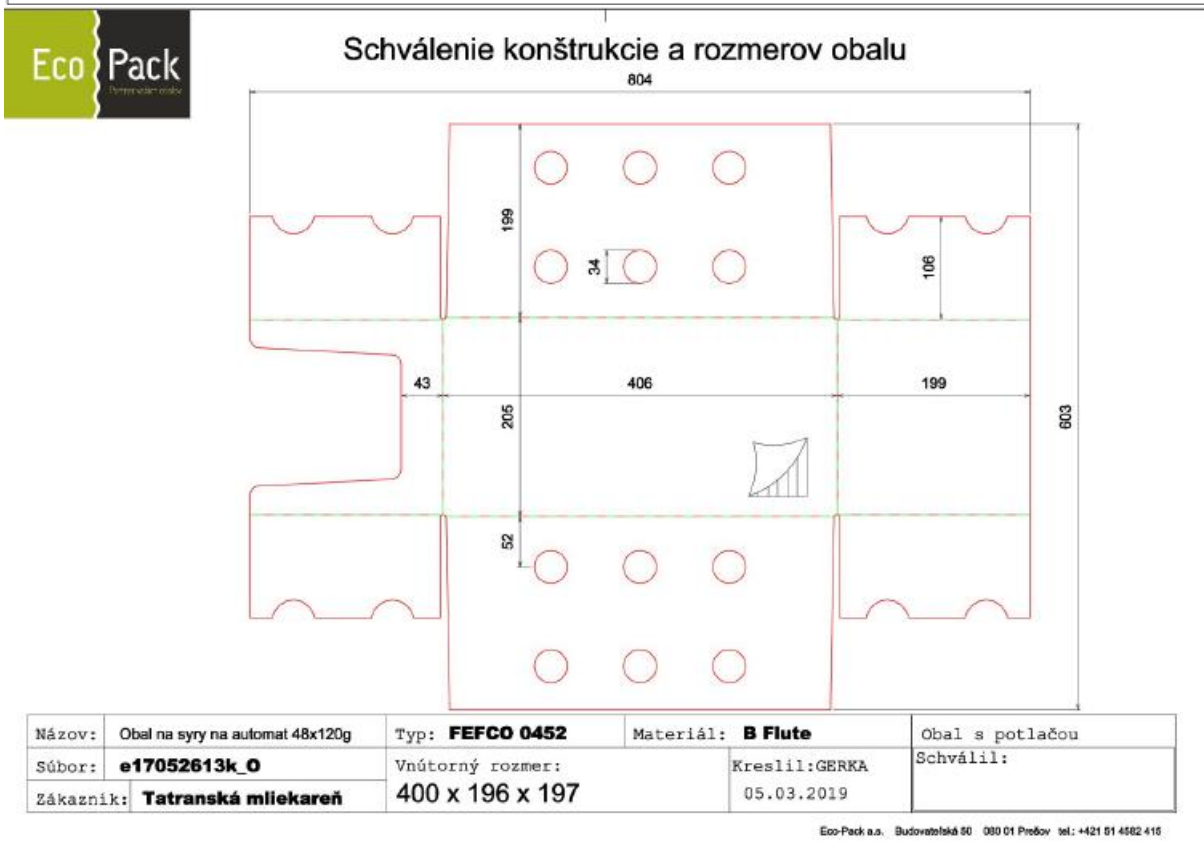 Eco Pack
Schválenie konštrukcie a rozmerov obalu
804
199
34
106
43
406
199
205
603
52
Názov: Obal na syry na automat 48x120g
Typ: FEFCO 0452
Materiál: B Flute
Obal s potlačou
Súbor: e17052613k_O
Vnútorný rozmer:
400 x 196 x 197
Kreslil:GERKA
05.03.2019
Schválil:
Zákazník: Tatranská mliekareň
Eco-Pack a.s. Budovateľská 50 080 01 Prešov tel.: +421 51 4582 415